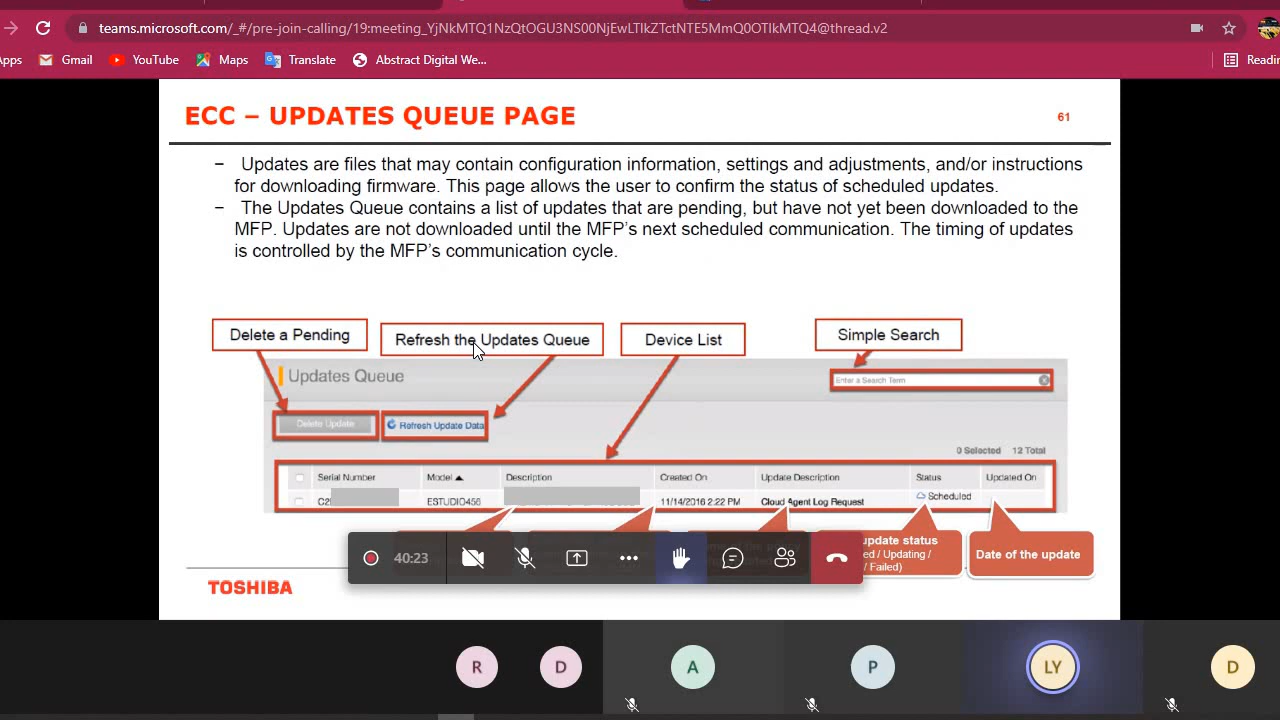 teams.microsoft.com/_#/pre-join-calling/19:meeting_YjNkMTQ1NzQtOGU3NS00NjEwLTlkZTctNTE5MmQ0OTlkMTQ4@thread.v2
Apps Gmail YouTube Maps Translate Abstract Digital We... Readin
ECC – UPDATES QUEUE PAGE 61
– Updates are files that may contain configuration information, settings and adjustments, and/or instructions
for downloading firmware. This page allows the user to confirm the status of scheduled updates.
– The Updates Queue contains a list of updates that are pending, but have not yet been downloaded to the
MFP. Updates are not downloaded until the MFP's next scheduled communication. The timing of updates
is controlled by the MFP's communication cycle.
Delete a Pending Refresh the Updates Queue Device List Simple Search
Updates Queue Enter a Search Term
Delete Update Refresh Update Data
0 Selected 12 Total
Serial Number Model Description Created On Update Description Status Updated On
C2 ESTUDIO456 11/14/2016 2:22 PM Cloud Agent Log Request Scheduled
update status
ed / Updating /
/ Failed)
Date of the update
40:23
TOSHIBA
R D A P LY D